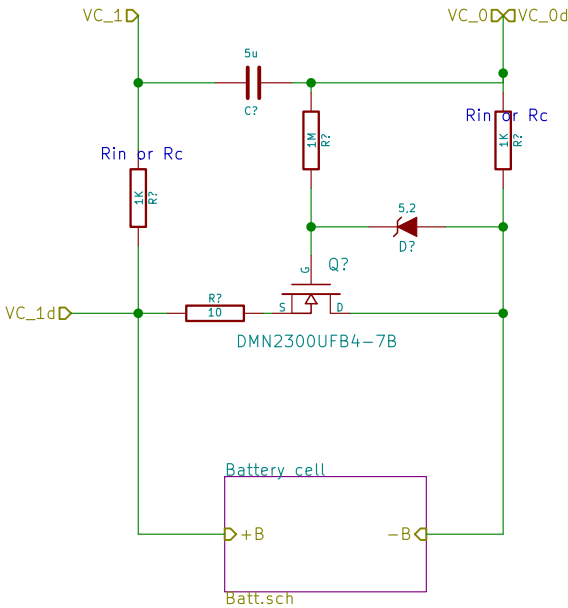 VC_1
VC_0 VC_0d
5u
C?
Rin or Rc
1M
R?
1K
R?
Rin or Rc
1K
R?
5,2
D?
G
Q?
VC_1d
R?
10
S
D
DMN2300UFB4-7B
Battery cell
+B
-B
Batt.sch